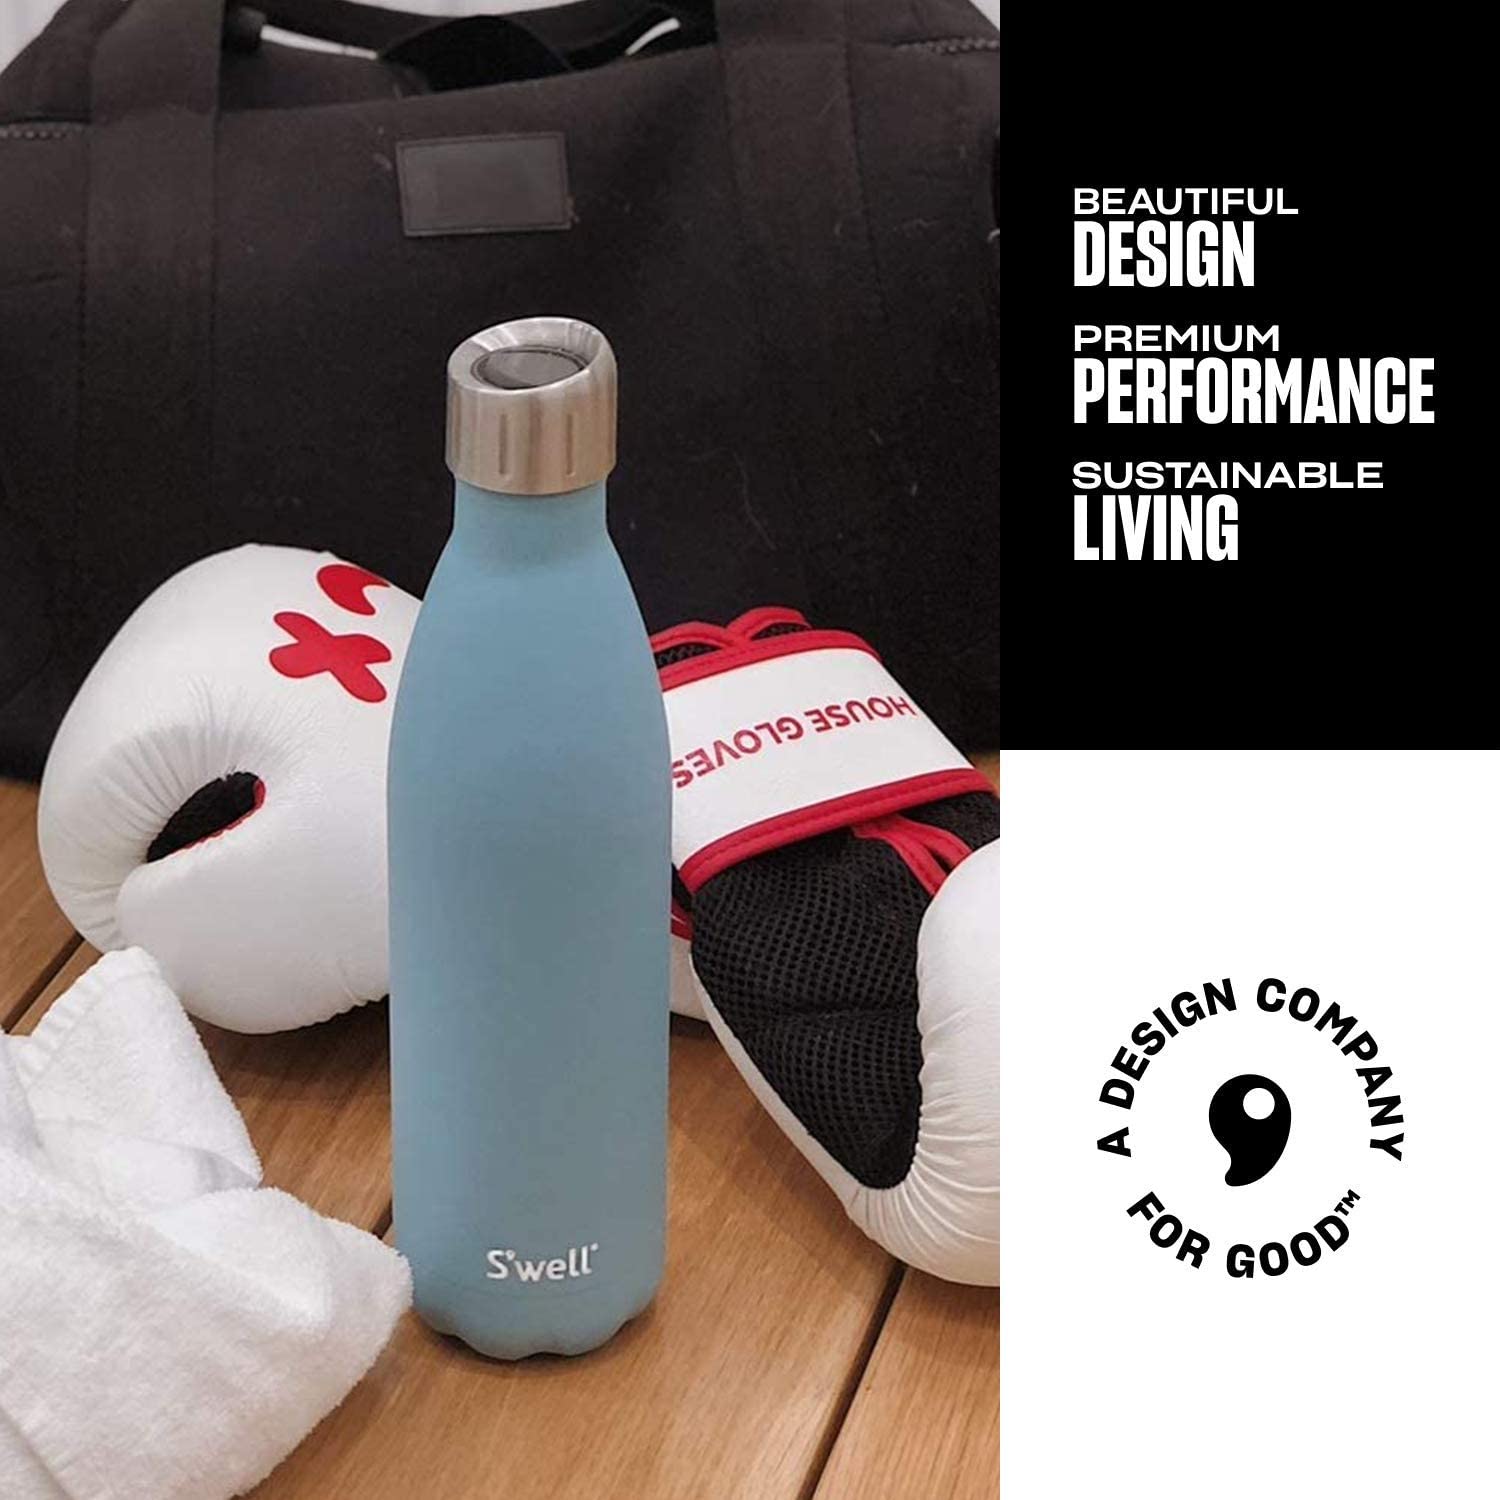 BEAUTIFUL
DESIGN
PREMIUM
PERFORMANCE
SUSTAINABLE
LIVING
HOUSE GLOVES
S'well®
A DESIGN COMPANY
FOR GOOD™